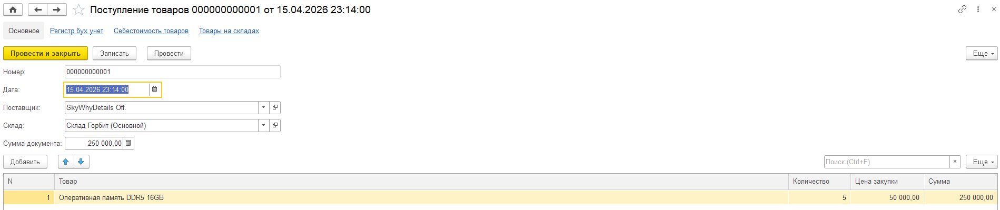 Поступление товаров 000000000001 от 15.04.2026 23:14:00
Основное Регистр бух учет Себестоимость товаров Товары на складах
Провести и закрыть Записать Провести Еще
Номер: 000000000001
Дата: 15.04.2026 23:14:00
Поставщик: SkyWhyDetails Off.
Склад: Склад Горбит (Основной)
Сумма документа: 250 000,00
Добавить Поиск (Ctrl+F) × Еще
N Товар Количество Цена закупки Сумма
1 Оперативная память DDR5 16GB 5 50 000,00 250 000,00